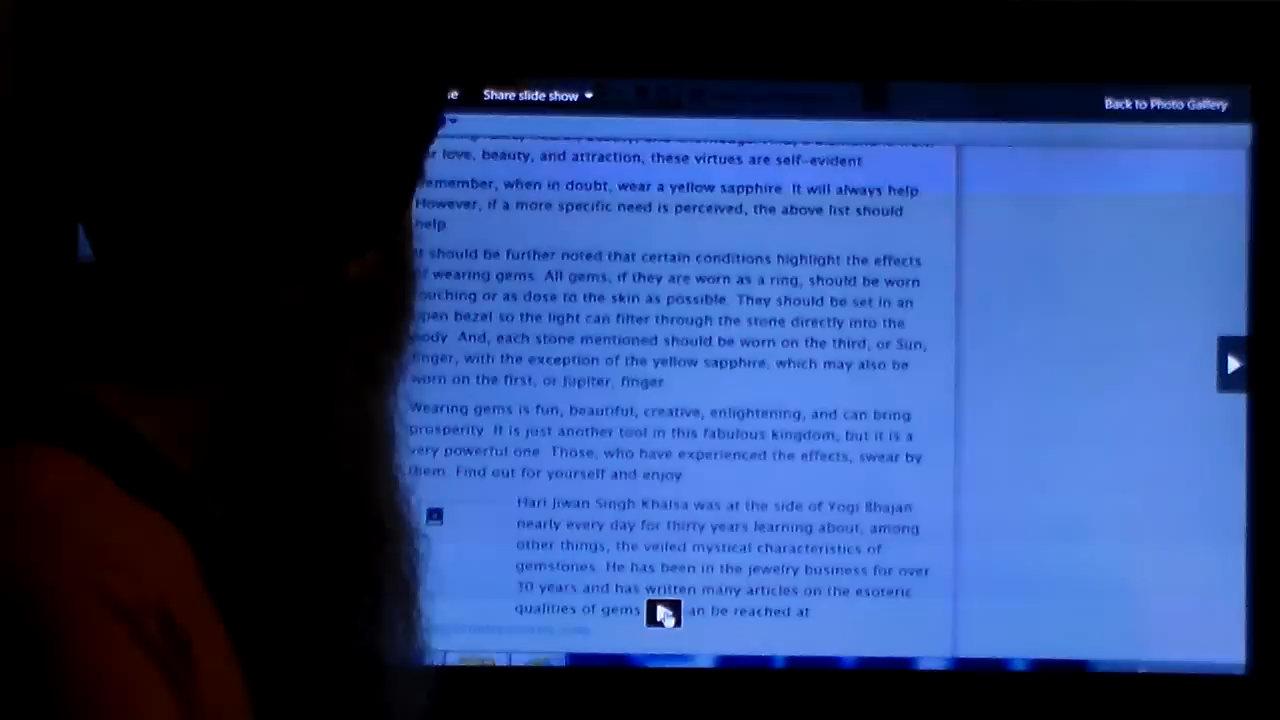 Share slide show
Back to Photo Gallery
love, beauty, and attraction, these virtues are self-evident
Remember, when in doubt, wear a yellow sapphire. It will always help
However, if a more specific need is perceived, the above list should
help
It should be further noted that certain conditions highlight the effects
of wearing gems. All gems, if they are worn as a ring, should be worn
touching or as close to the skin as possible. They should be set in an
open bezel so the light can filter through the stone directly into the
body. And, each stone mentioned should be worn on the third, or Sun,
finger, with the exception of the yellow sapphire, which may also be
worn on the first, or Jupiter, finger
Wearing gems is fun, beautiful, creative, enlightening, and can bring
prosperity. It is just another tool in this fabulous kingdom, but it is a
very powerful one. Those, who have experienced the effects, swear by
them. Find out for yourself and enjoy
Hari Jiwan Singh Khalsa was at the side of Yogi Bhajan
nearly every day for thirty years learning about, among
other things, the veiled mystical characteristics of
gemstones. He has been in the jewelry business for over
30 years and has written many articles on the esoteric
qualities of gems an be reached at